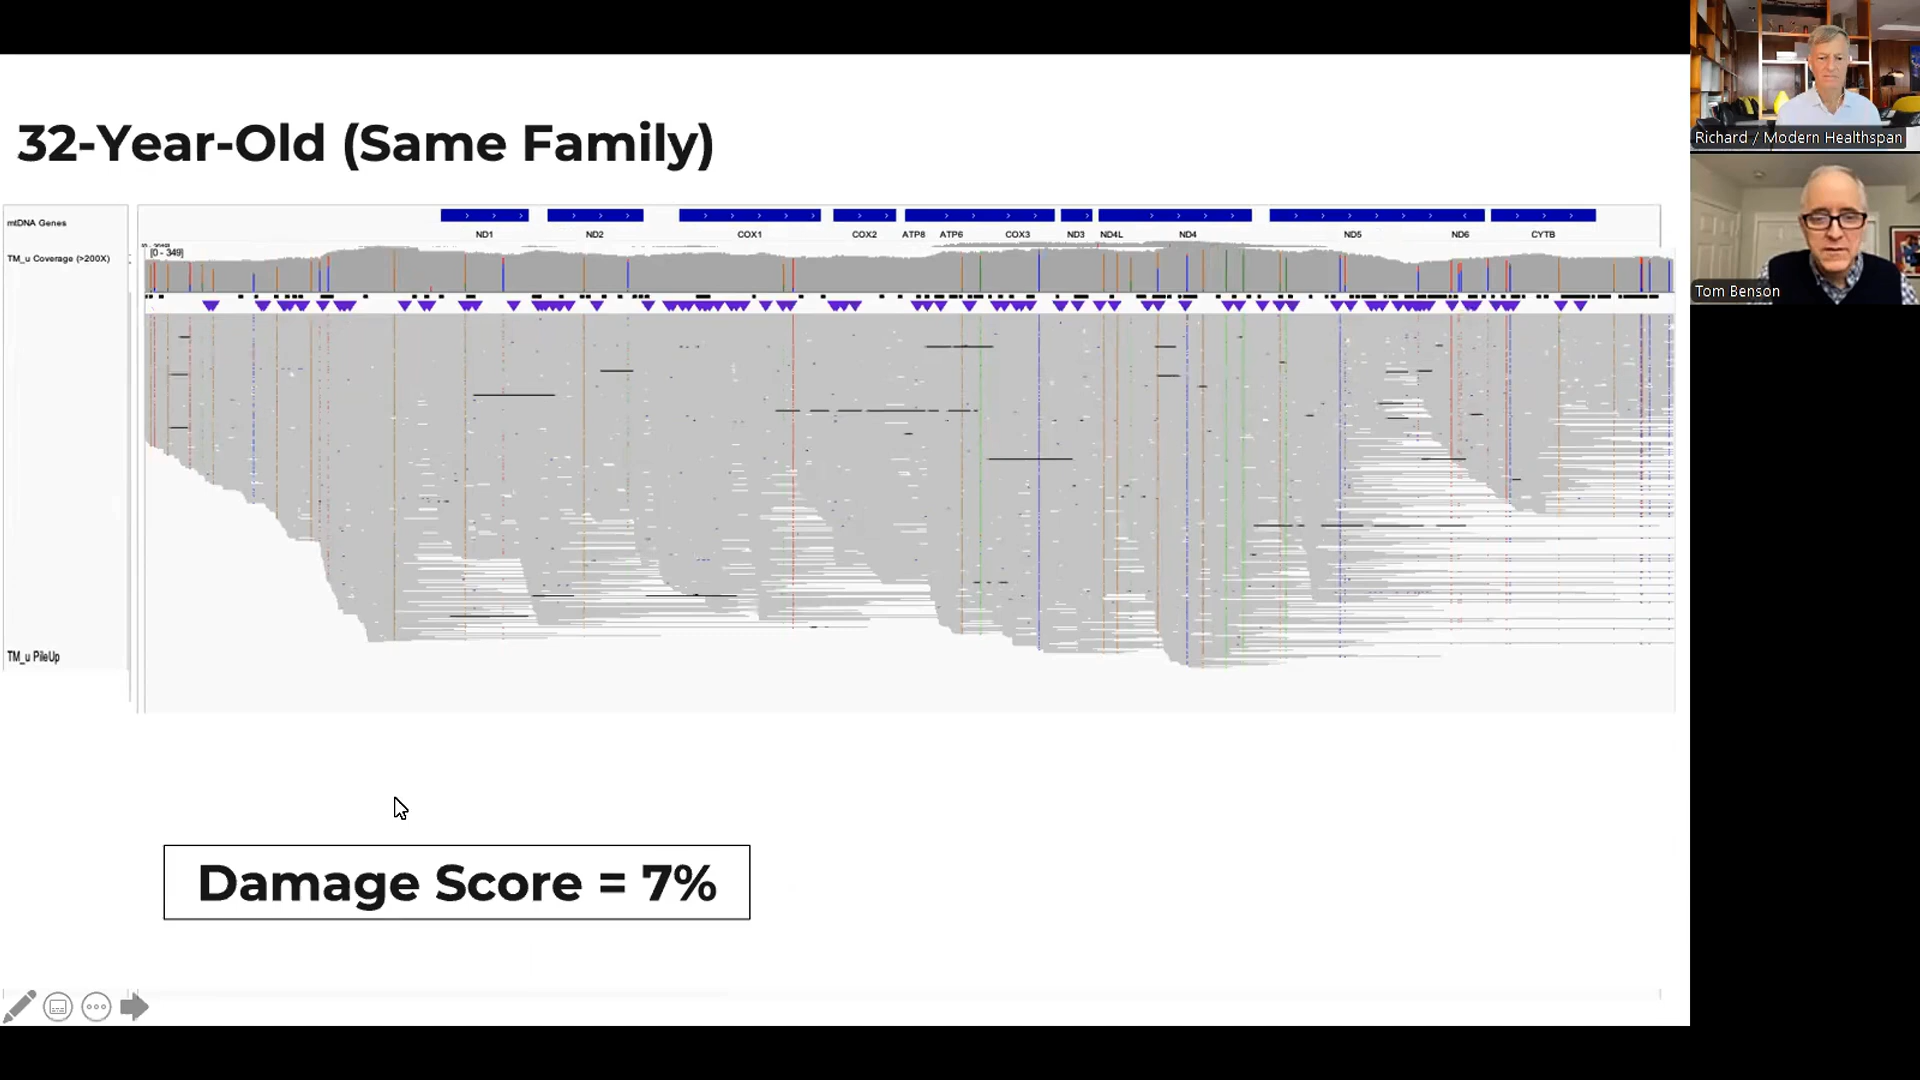 32-Year-Old (Same Family)
mtDNA Genes
ND1 ND2 COX1 COX2 ATP8 ATP6 COX3 ND3 ND4L ND4 ND5 ND6 CYTB
TM_u Coverage (>200X)
[0 - 349]
TM_u PileUp
Damage Score = 7%
Richard / Modern Healthspan
Tom Benson